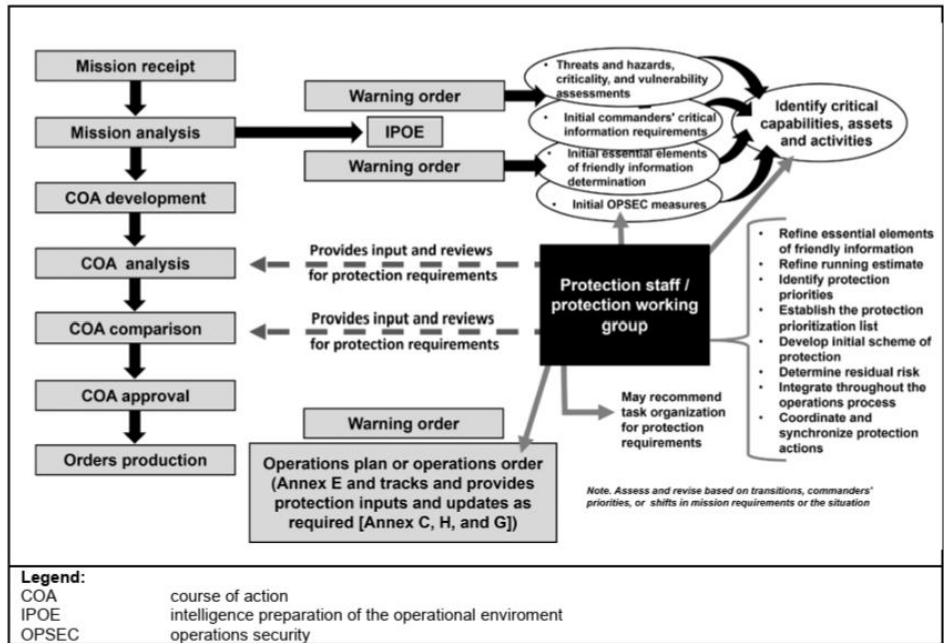 Mission receipt
Mission analysis
COA development
COA analysis
COA comparison
COA approval
Orders production
Warning order
IPOE
Warning order
• Threats and hazards,
criticality, and vulnerability
assessments
• Initial commanders' critical
information requirements
• Initial essential elements
of friendly information
determination
• Initial OPSEC measures
Identify critical
capabilities, assets
and activities
Provides input and reviews
for protection requirements
Provides input and reviews
for protection requirements
Protection staff /
protection working
group
• Refine essential elements
of friendly information
• Refine running estimate
• Identify protection
priorities
• Establish the protection
prioritization list
• Develop initial scheme of
protection
• Determine residual risk
• Integrate throughout the
operations process
• Coordinate and
synchronize protection
actions
May recommend
task organization
for protection
requirements
Warning order
Operations plan or operations order
(Annex E and tracks and provides
protection inputs and updates as
required [Annex C, H, and G])
Note. Assess and revise based on transitions, commanders'
priorities, or shifts in mission requirements or the situation
Legend:
COA course of action
IPOE intelligence preparation of the operational enviroment
OPSEC operations security